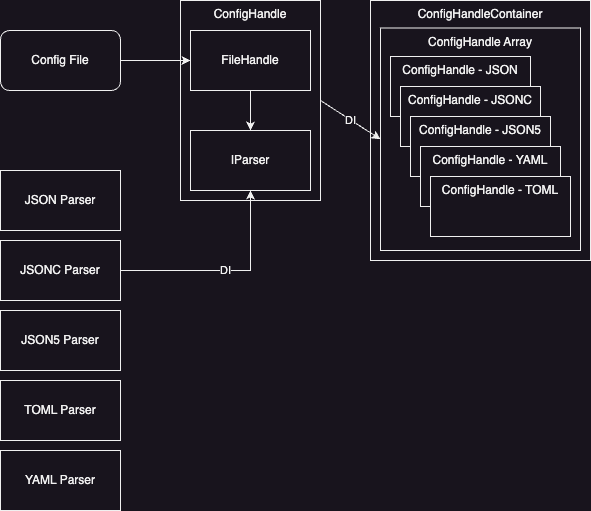 ConfigHandle
ConfigHandleContainer
Config File
FileHandle
ConfigHandle Array
ConfigHandle - JSON
ConfigHandle - JSONC
DI
ConfigHandle - JSON5
IParser
ConfigHandle - YAML
ConfigHandle - TOML
JSON Parser
JSONC Parser
DI
JSON5 Parser
TOML Parser
YAML Parser